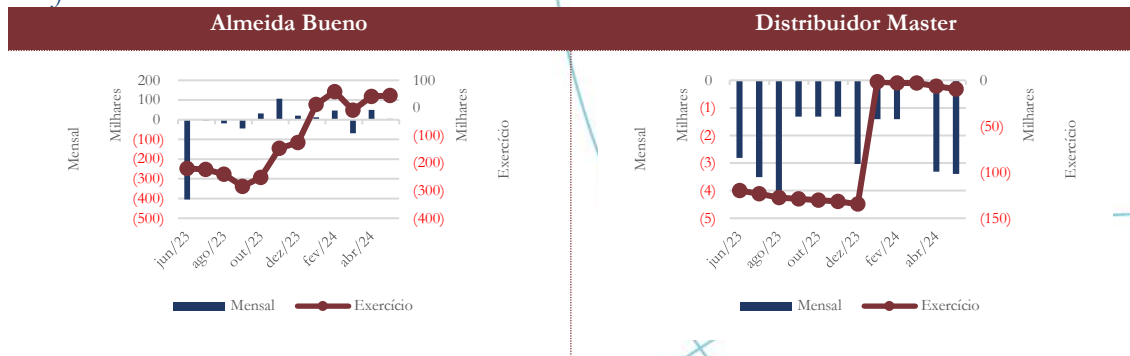 Almeida Bueno
Distribuidor Master
200
100
0
(100)
(200)
(300)
(400)
(500)
Mensal
Milhares
100
0
(100)
(200)
(300)
(400)
Milhares
Exercício
jun/23
ago/23
out/23
dez/23
fev/24
abr/24
Mensal
Exercício
0
(1)
(2)
(3)
(4)
(5)
Mensal
Milhares
0
(50)
(100)
(150)
Milhares
Exercício
jun/23
ago/23
out/23
dez/23
fev/24
abr/24
Mensal
Exercício